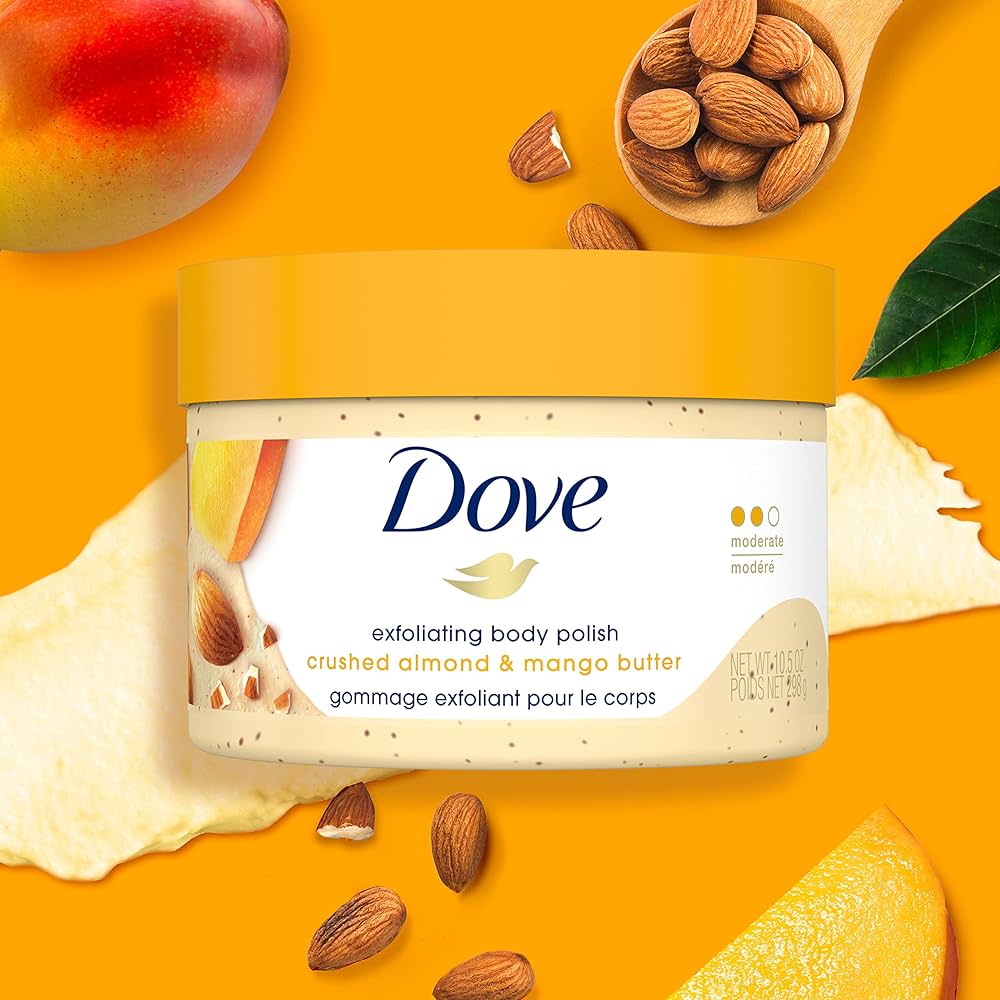 Dove
moderate
modéré
exfoliating body polish
crushed almond & mango butter
gommage exfoliant pour le corps
NET WT 10.5 OZ
POIDS NET 298 g